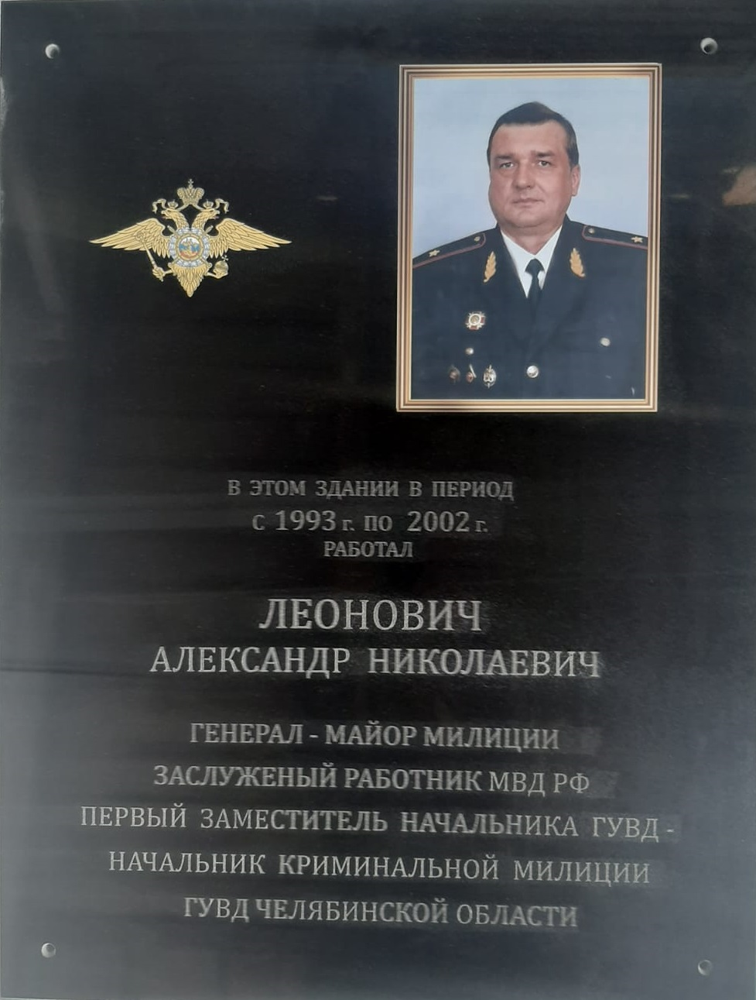 В ЭТОМ ЗДАНИИ В ПЕРИОД
С 1993 г. ПО 2002 г.
РАБОТАЛ
ЛЕОНОВИЧ
АЛЕКСАНДР НИКОЛАЕВИЧ
ГЕНЕРАЛ - МАЙОР МИЛИЦИИ
ЗАСЛУЖЕНЫЙ РАБОТНИК МВД РФ
ПЕРВЫЙ ЗАМЕСТИТЕЛЬ НАЧАЛЬНИКА ГУВД -
НАЧАЛЬНИК КРИМИНАЛЬНОЙ МИЛИЦИИ
ГУВД ЧЕЛЯБИНСКОЙ ОБЛАСТИ